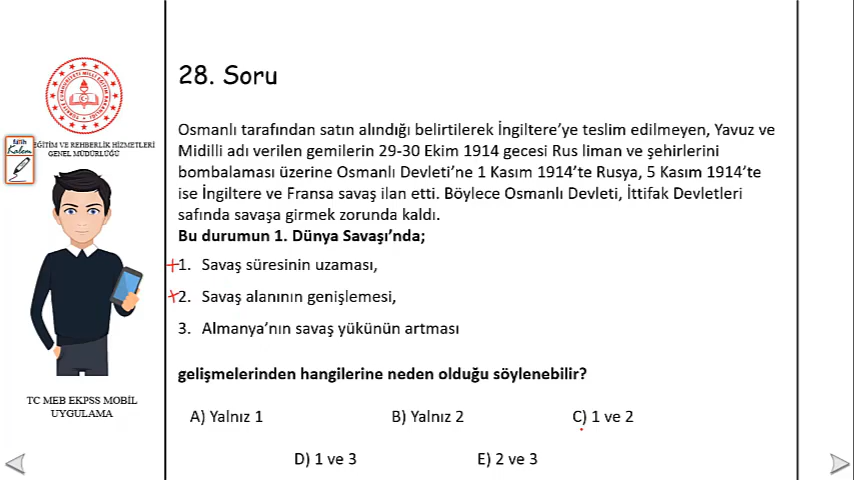 28. Soru
Osmanlı tarafından satın alındığı belirtilerek İngiltere'ye teslim edilmeyen, Yavuz ve
Midilli adı verilen gemilerin 29-30 Ekim 1914 gecesi Rus liman ve şehirlerini
bombalaması üzerine Osmanlı Devleti'ne 1 Kasım 1914'te Rusya, 5 Kasım 1914'te
ise İngiltere ve Fransa savaş ilan etti. Böylece Osmanlı Devleti, İttifak Devletleri
safında savaşa girmek zorunda kaldı.
Bu durumun 1. Dünya Savaşı'nda;
1. Savaş süresinin uzaması,
2. Savaş alanının genişlemesi,
3. Almanya'nın savaş yükünün artması
gelişmelerinden hangilerine neden olduğu söylenebilir?
A) Yalnız 1 B) Yalnız 2 C) 1 ve 2
D) 1 ve 3 E) 2 ve 3
Kalem
EĞİTİM VE REHBERLİK HİZMETLERİ
GENEL MÜDÜRLÜĞÜ
TC MEB EKPSS MOBİL
UYGULAMA